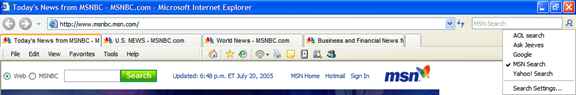 Today's News from MSNBC - MSNBC.com - Microsoft Internet Explorer
http://www.msnbc.msn.com/
MSN Search
Today's News from MSNBC - M
U.S. NEWS - MSNBC.com
World News - MSNBC.com
Business and Financial News f
File Edit View Favorites Tools Help
Web MSNBC Search Updated: 6:48 p.m. ET July 20, 2005 MSN Home Hotmail Sign In msn
AOL search
Ask Jeeves
Google
MSN Search
Yahoo! Search
Search Settings...